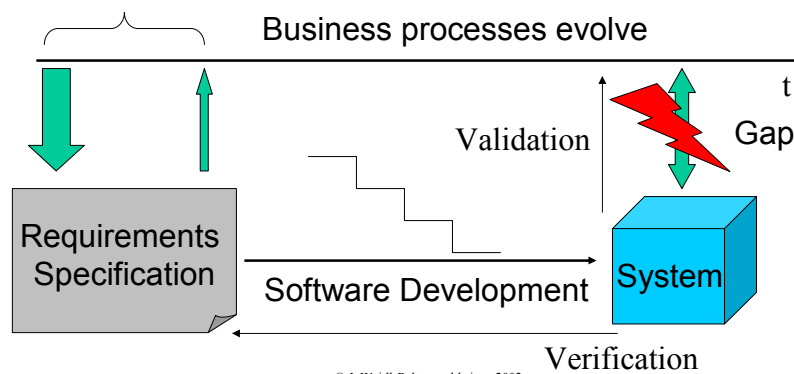 Business processes evolve
t
Validation
Gap
Requirements
Specification
System
Software Development
Verification